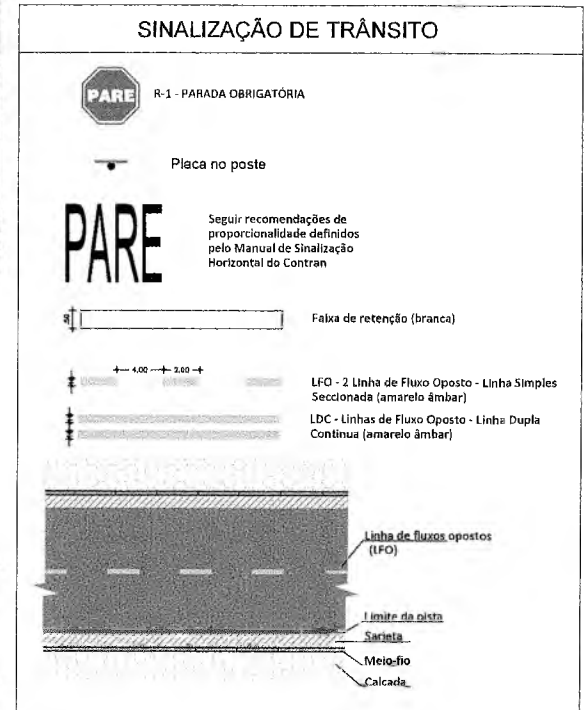 SINALIZAÇÃO DE TRÂNSITO
PARE
R-1 - PARADA OBRIGATÓRIA
Placa no poste
PARE
Seguir recomendações de
proporcionalidade definidos
pelo Manual de Sinalização
Horizontal do Contran
.50
Faixa de retenção (branca)
4,00
2,00
LFO - 2 Linha de Fluxo Oposto - Linha Simples
Seccionada (amarelo âmbar)
LDC - Linhas de Fluxo Oposto - Linha Dupla
Continua (amarelo âmbar)
Linha de fluxos opostos
(LFO)
Limite da pista
Sarjeta
Meio-fio
Calcada